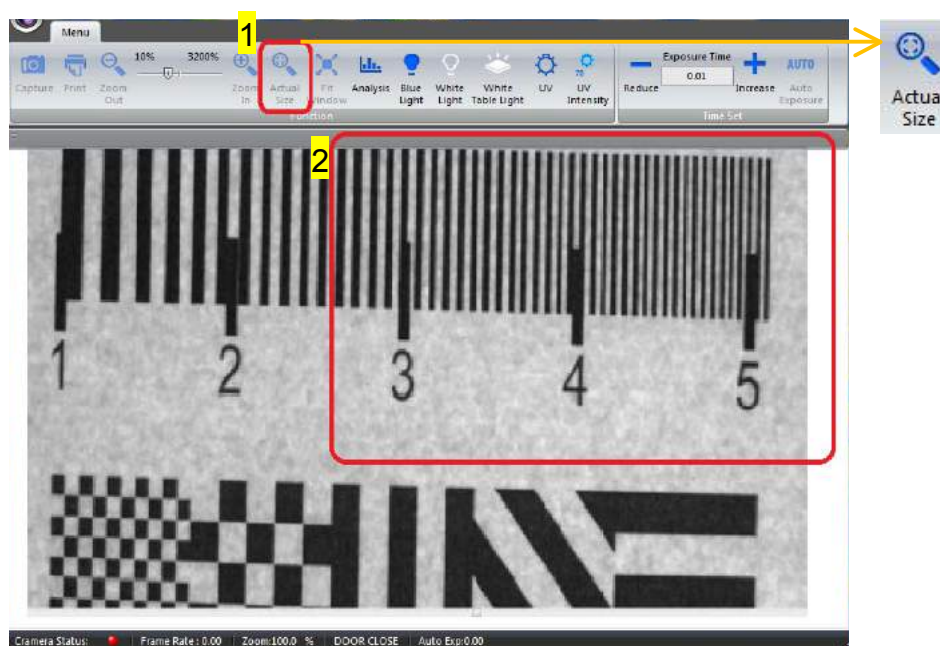 1
Menu
10% 3200%
Capture Print Zoom Out Zoom In Actual Size Fit Window Analysis Blue Light White Light White Table Light UV 70 UV Intensity
Function
Exposure Time
0.01
Reduce Increase
AUTO
Auto Exposure
Time Set
Actua
Size
2
1 2 3 4 5
Cramera Status: Frame Rate : 0.00 Zoom:100.0 % DOOR CLOSE Auto Exp:0.00